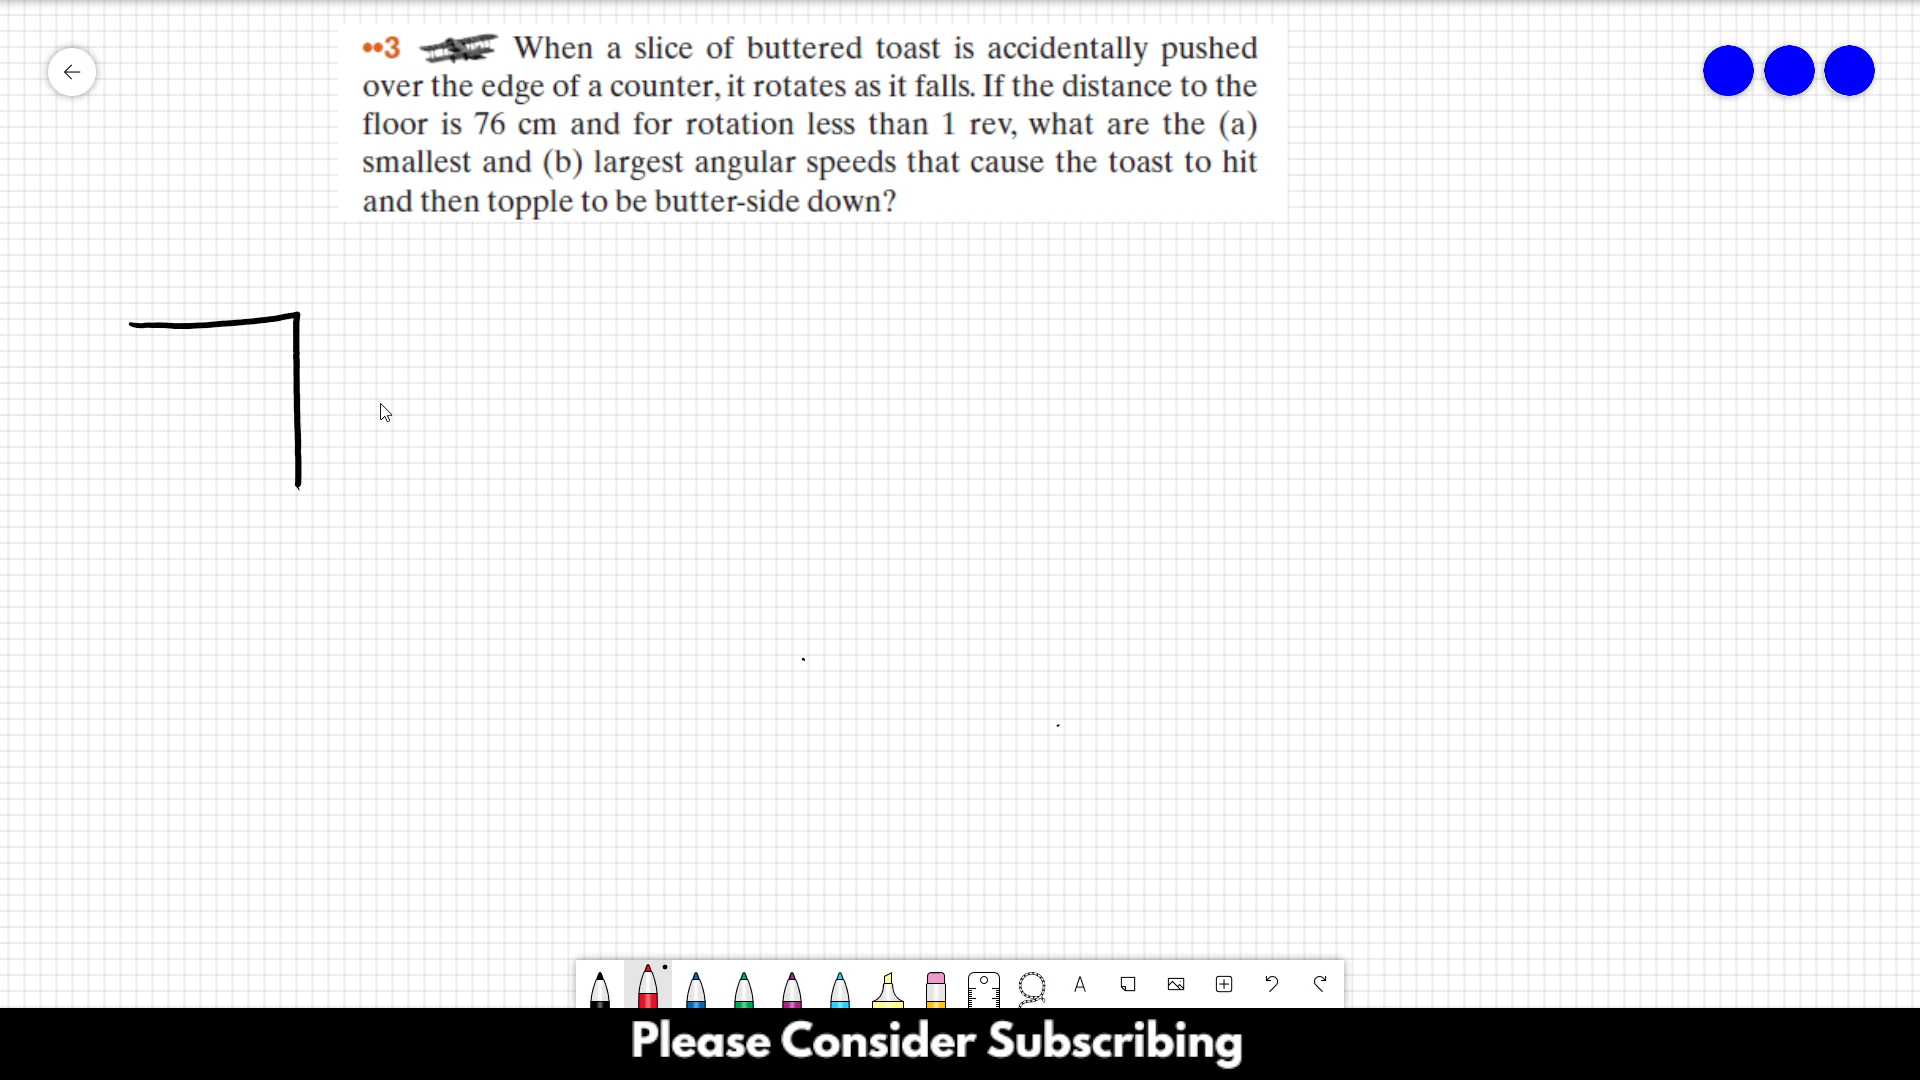 ••3 When a slice of buttered toast is accidentally pushed
over the edge of a counter, it rotates as it falls. If the distance to the
floor is 76 cm and for rotation less than 1 rev, what are the (a)
smallest and (b) largest angular speeds that cause the toast to hit
and then topple to be butter-side down?
A
Please Consider Subscribing